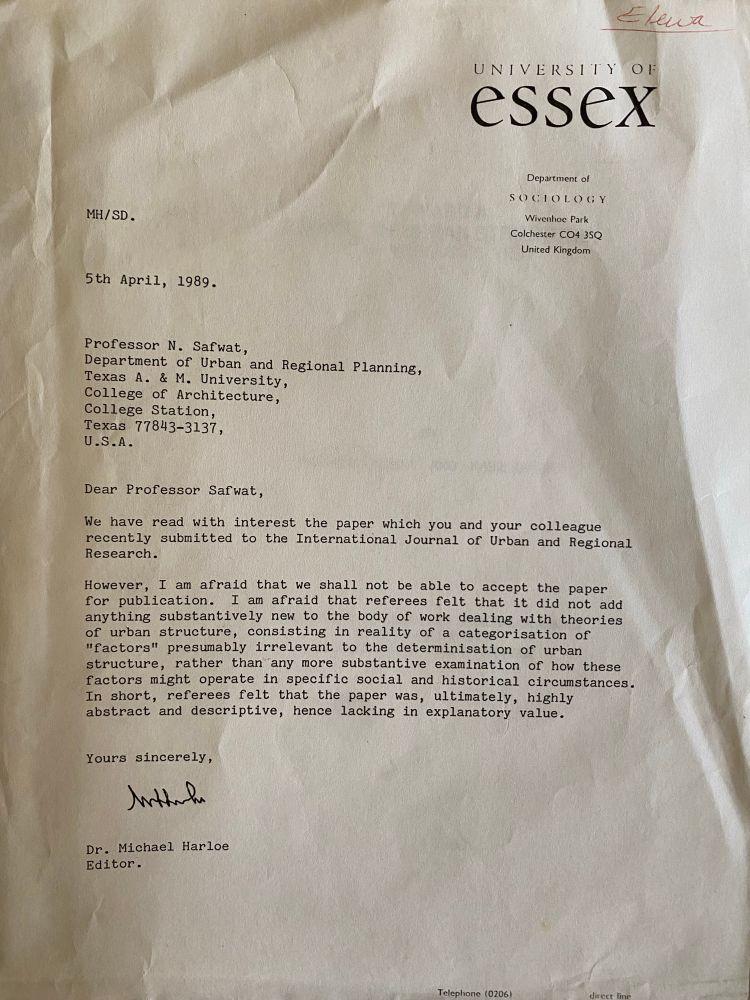 Elewa
UNIVERSITY OF
essex
Department of
SOCIOLOGY
Wivenhoe Park
Colchester CO4 3SQ
United Kingdom
MH/SD.
5th April, 1989.
Professor N. Safwat,
Department of Urban and Regional Planning,
Texas A. & M. University,
College of Architecture,
College Station,
Texas 77843-3137,
U.S.A.
Dear Professor Safwat,
We have read with interest the paper which you and your colleague
recently submitted to the International Journal of Urban and Regional
Research.
However, I am afraid that we shall not be able to accept the paper
for publication.  I am afraid that referees felt that it did not add
anything substantively new to the body of work dealing with theories
of urban structure, consisting in reality of a categorisation of
"factors" presumably irrelevant to the determinisation of urban
structure, rather than any more substantive examination of how these
factors might operate in specific social and historical circumstances.
In short, referees felt that the paper was, ultimately, highly
abstract and descriptive, hence lacking in explanatory value.
Yours sincerely,
Dr. Michael Harloe
Editor.
Telephone (0206) direct line